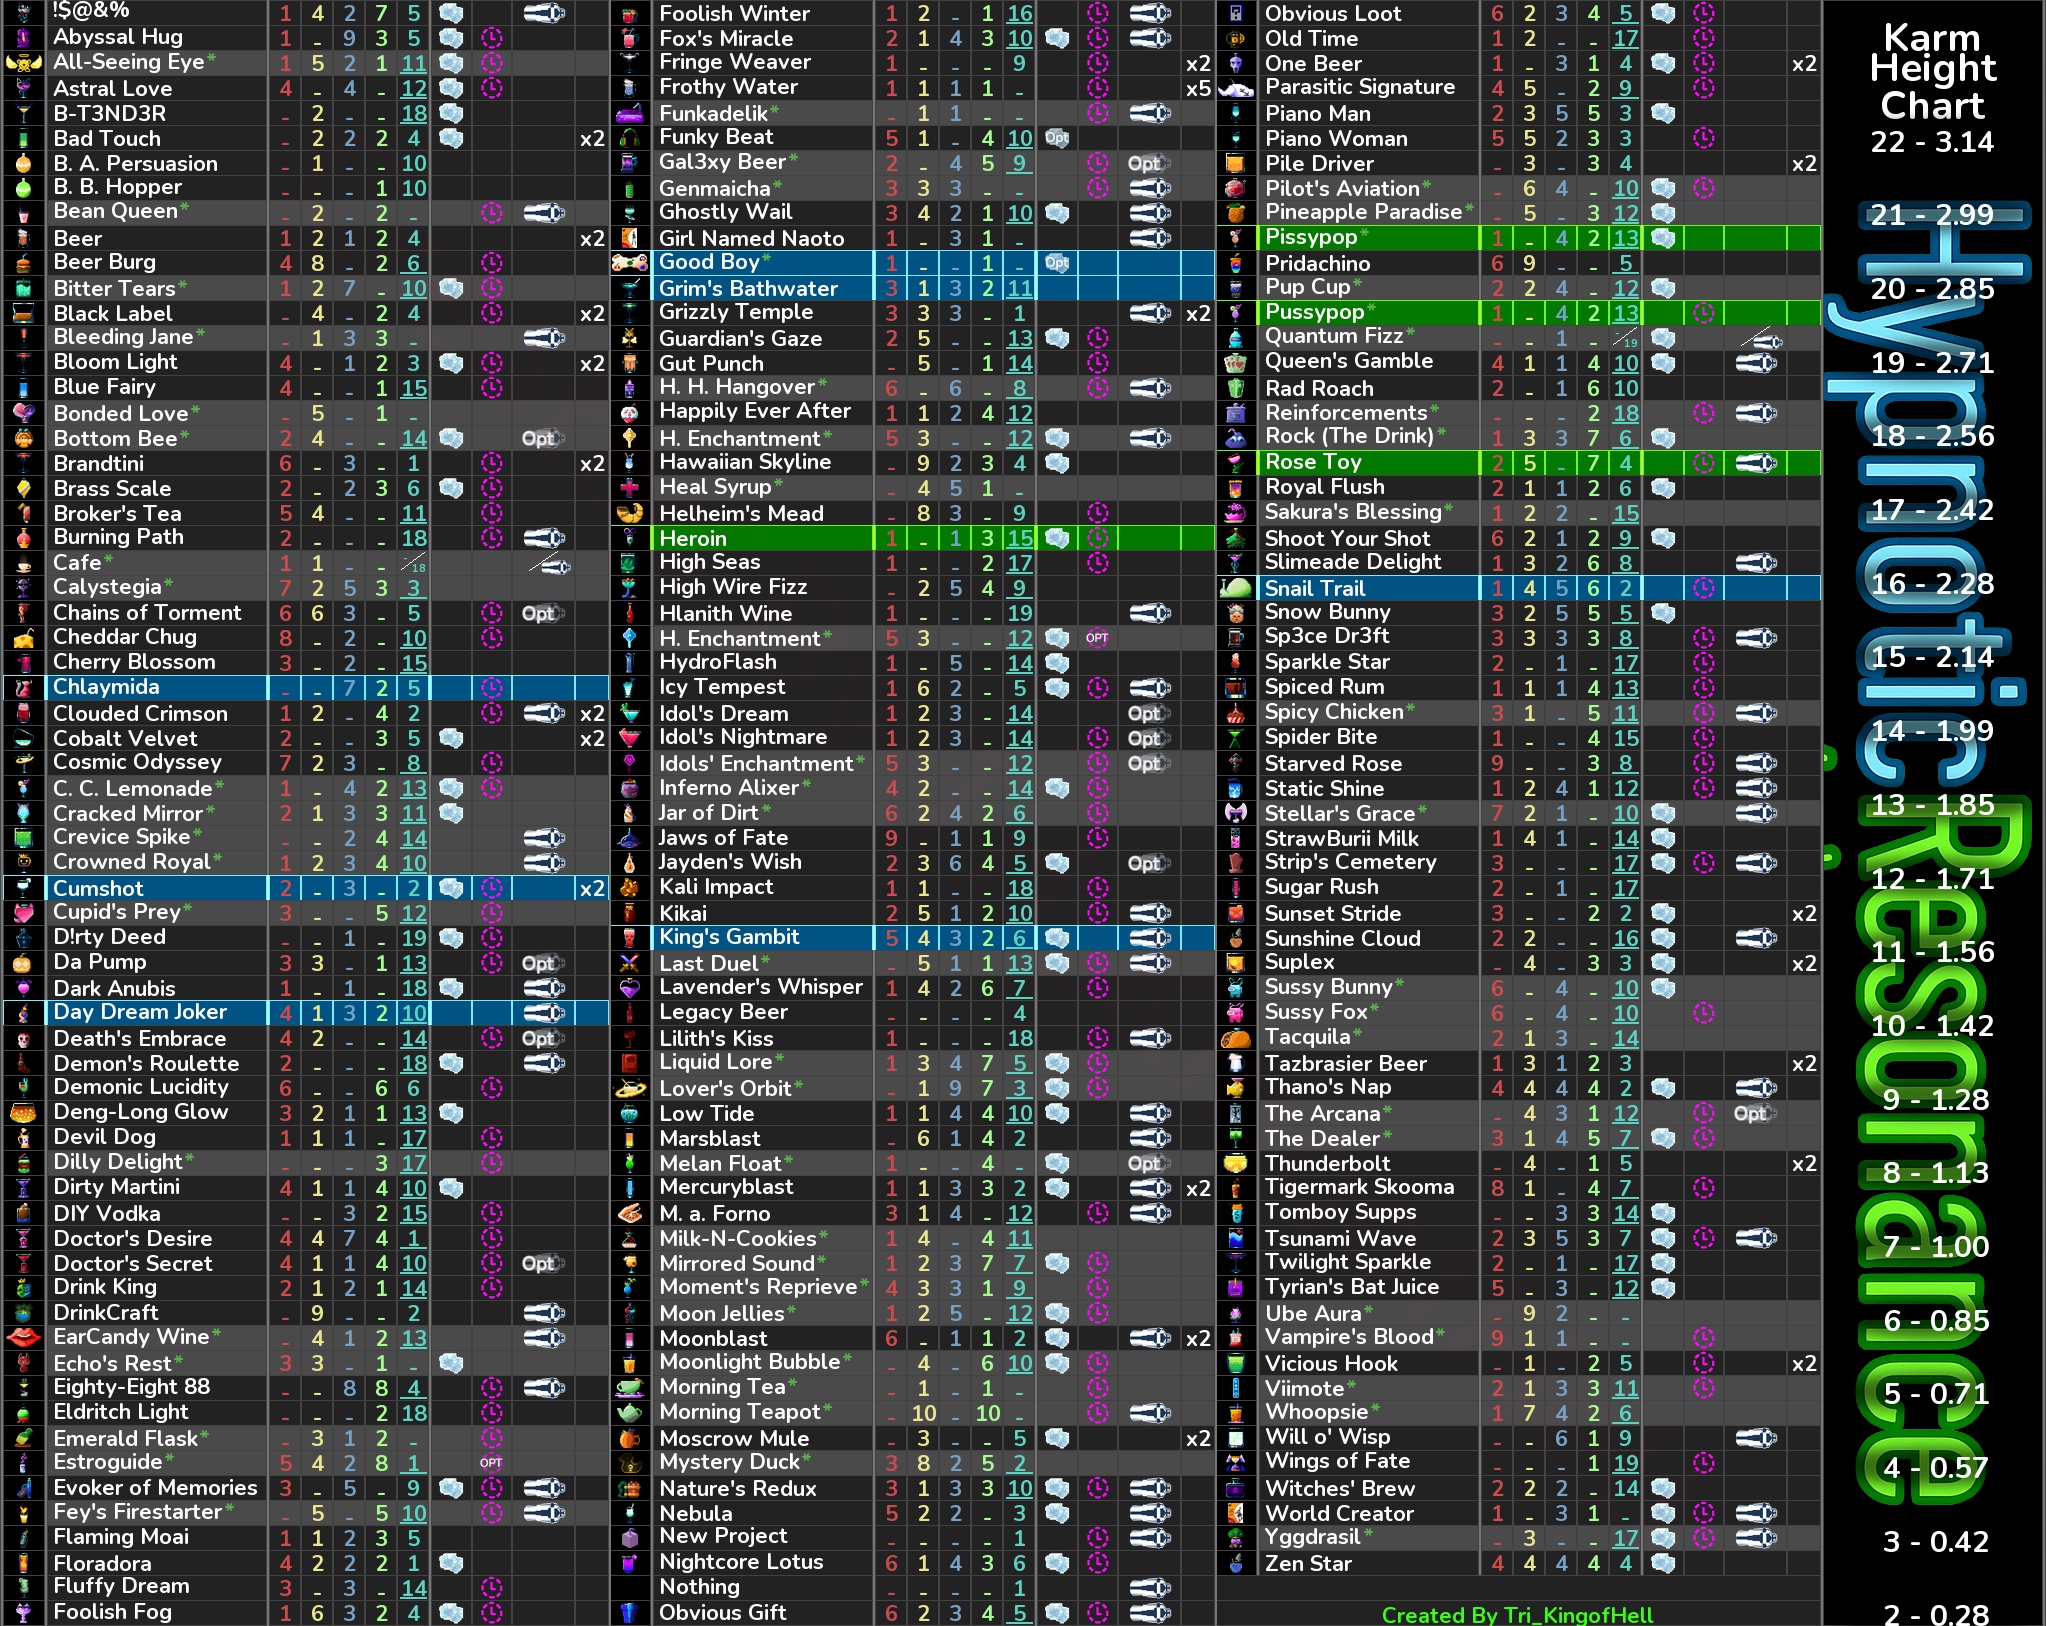 !$@&% 1 4 2 7 5
Abyssal Hug 1 - 9 3 5
All-Seeing Eye* 1 5 2 1 11
Astral Love 4 - 4 - 12
B-T3ND3R - 2 - - 18
Bad Touch - 2 2 2 4 x2
B. A. Persuasion - 1 - - 10
B. B. Hopper - - - 1 10
Bean Queen* - 2 - 2 -
Beer 1 2 1 2 4 x2
Beer Burg 4 8 - 2 6
Bitter Tears* 1 2 7 - 10
Black Label - 4 - 2 4 x2
Bleeding Jane* - 1 3 3 -
Bloom Light 4 - 1 2 3 x2
Blue Fairy 4 - - 1 15
Bonded Love* - 5 - 1 -
Bottom Bee* 2 4 - - 14 Opt
Brandtini 6 - 3 - 1 x2
Brass Scale 2 - 2 3 6
Broker's Tea 5 4 - - 11
Burning Path 2 - - - 18
Cafe* 1 1 - - -/18
Calystegia* 7 2 5 3 3
Chains of Torment 6 6 3 - 5 Opt
Cheddar Chug 8 - 2 - 10
Cherry Blossom 3 - 2 - 15
Chlaymida - - 7 2 5
Clouded Crimson 1 2 - 4 2 x2
Cobalt Velvet 2 - - 3 5 x2
Cosmic Odyssey 7 2 3 - 8
C. C. Lemonade* 1 - 4 2 13
Cracked Mirror* 2 1 3 3 11
Crevice Spike* - - 2 4 14
Crowned Royal* 1 2 3 4 10
Cumshot 2 - 3 - 2 x2
Cupid's Prey* 3 - - 5 12
D!rty Deed - - 1 - 19
Da Pump 3 3 - 1 13 Opt
Dark Anubis 1 - 1 - 18
Day Dream Joker 4 1 3 2 10
Death's Embrace 4 2 - - 14 Opt
Demon's Roulette 2 - - - 18
Demonic Lucidity 6 - - 6 6
Deng-Long Glow 3 2 1 1 13
Devil Dog 1 1 1 - 17
Dilly Delight* - - - 3 17
Dirty Martini 4 1 1 4 10
DIY Vodka - - 3 2 15
Doctor's Desire 4 4 7 4 1
Doctor's Secret 4 1 1 4 10 Opt
Drink King 2 1 2 1 14
DrinkCraft - 9 - - 2
EarCandy Wine* - 4 1 2 13
Echo's Rest* 3 3 - 1 -
Eighty-Eight 88 - - 8 8 4
Eldritch Light - - - 2 18
Emerald Flask* - 3 1 2 -
Estroguide* 5 4 2 8 1 OPT
Evoker of Memories 3 - 5 - 9
Fey's Firestarter* - 5 - 5 10
Flaming Moai 1 1 2 3 5
Floradora 4 2 2 2 1
Fluffy Dream 3 - 3 - 14
Foolish Fog 1 6 3 2 4
Foolish Winter 1 2 - 1 16
Fox's Miracle 2 1 4 3 10
Fringe Weaver 1 - - - 9 x2
Frothy Water 1 1 1 1 - x5
Funkadelik* - 1 1 - -
Funky Beat 5 1 - 4 10 Opt
Gal3xy Beer* 2 - 4 5 9 Opt
Genmaicha* 3 3 3 - -
Ghostly Wail 3 4 2 1 10
Girl Named Naoto 1 - 3 1 -
Good Boy* 1 - - 1 - Opt
Grim's Bathwater 3 1 3 2 11
Grizzly Temple 3 3 3 - 1 x2
Guardian's Gaze 2 5 - - 13
Gut Punch - 5 - 1 14
H. H. Hangover* 6 - 6 - 8
Happily Ever After 1 1 2 4 12
H. Enchantment* 5 3 - - 12
Hawaiian Skyline - 9 2 3 4
Heal Syrup* - 4 5 1 -
Helheim's Mead - 8 3 - 9
Heroin 1 - 1 3 15
High Seas 1 - - 2 17
High Wire Fizz - 2 5 4 9
Hlanith Wine 1 - - - 19
H. Enchantment* 5 3 - - 12 OPT
HydroFlash 1 - 5 - 14
Icy Tempest 1 6 2 - 5
Idol's Dream 1 2 3 - 14 Opt
Idol's Nightmare 1 2 3 - 14 Opt
Idols' Enchantment* 5 3 - - 12 Opt
Inferno Alixer* 4 2 - - 14
Jar of Dirt* 6 2 4 2 6
Jaws of Fate 9 - 1 1 9
Jayden's Wish 2 3 6 4 5 Opt
Kali Impact 1 1 - - 18
Kikai 2 5 1 2 10
King's Gambit 5 4 3 2 6
Last Duel* - 5 1 1 13
Lavender's Whisper 1 4 2 6 7
Legacy Beer - - - - 4
Lilith's Kiss 1 - - - 18
Liquid Lore* 1 3 4 7 5
Lover's Orbit* - 1 9 7 3
Low Tide 1 1 4 4 10
Marsblast - 6 1 4 2
Melan Float* 1 - - 4 - Opt
Mercuryblast 1 1 3 3 2 x2
M. a. Forno 3 1 4 - 12
Milk-N-Cookies* 1 4 - 4 11
Mirrored Sound* 1 2 3 7 7
Moment's Reprieve* 4 3 3 1 9
Moon Jellies* 1 2 5 - 12
Moonblast 6 - 1 1 2 x2
Moonlight Bubble* - 4 - 6 10
Morning Tea* - 1 - 1 -
Morning Teapot* - 10 - 10 -
Moscrow Mule - 3 - - 5 x2
Mystery Duck* 3 8 2 5 2
Nature's Redux 3 1 3 3 10
Nebula 5 2 2 - 3
New Project - - - - 1
Nightcore Lotus 6 1 4 3 6
Nothing - - - - 1
Obvious Gift 6 2 3 4 5
Obvious Loot 6 2 3 4 5
Old Time 1 2 - - 17
One Beer 1 - 3 1 4 x2
Parasitic Signature 4 5 - 2 9
Piano Man 2 3 5 5 3
Piano Woman 5 5 2 3 3
Pile Driver - 3 - 3 4 x2
Pilot's Aviation* - 6 4 - 10
Pineapple Paradise* - 5 - 3 12
Pissypop* 1 - 4 2 13
Pridachino 6 9 - - 5
Pup Cup* 2 2 4 - 12
Pussypop* 1 - 4 2 13
Quantum Fizz* - - 1 - -/19
Queen's Gamble 4 1 1 4 10
Rad Roach 2 - 1 6 10
Reinforcements* - - - 2 18
Rock (The Drink)* 1 3 3 7 6
Rose Toy 2 5 - 7 4
Royal Flush 2 1 1 2 6
Sakura's Blessing* 1 2 2 - 15
Shoot Your Shot 6 2 1 2 9
Slimeade Delight 1 3 2 6 8
Snail Trail 1 4 5 6 2
Snow Bunny 3 2 5 5 5
Sp3ce Dr3ft 3 3 3 3 8
Sparkle Star 2 - 1 - 17
Spiced Rum 1 1 1 4 13
Spicy Chicken* 3 1 - 5 11
Spider Bite 1 - - 4 15
Starved Rose 9 - - 3 8
Static Shine 1 2 4 1 12
Stellar's Grace* 7 2 1 - 10
StrawBurii Milk 1 4 1 - 14
Strip's Cemetery 3 - - - 17
Sugar Rush 2 - 1 - 17
Sunset Stride 3 - - 2 2 x2
Sunshine Cloud 2 2 - - 16
Suplex - 4 - 3 3 x2
Sussy Bunny* 6 - 4 - 10
Sussy Fox* 6 - 4 - 10
Tacquila* 2 1 3 - 14
Tazbrasier Beer 1 3 1 2 3 x2
Thano's Nap 4 4 4 4 2
The Arcana* - 4 3 1 12 Opt
The Dealer* 3 1 4 5 7
Thunderbolt - 4 - 1 5 x2
Tigermark Skooma 8 1 - 4 7
Tomboy Supps - - 3 3 14
Tsunami Wave 2 3 5 3 7
Twilight Sparkle 2 - 1 - 17
Tyrian's Bat Juice 5 - 3 - 12
Ube Aura* - 9 2 - -
Vampire's Blood* 9 1 1 - -
Vicious Hook - 1 - 2 5 x2
Viimote* 2 1 3 3 11
Whoopsie* 1 7 4 2 6
Will o' Wisp - - 6 1 9
Wings of Fate - - - 1 19
Witches' Brew 2 2 2 - 14
World Creator 1 - 3 1 -
Yggdrasil* - 3 - - 17
Zen Star 4 4 4 4 4
Created By Tri_KingofHell
Karm
Height
Chart
22 - 3.14
21 - 2.99
20 - 2.85
19 - 2.71
18 - 2.56
17 - 2.42
16 - 2.28
15 - 2.14
14 - 1.99
13 - 1.85
12 - 1.71
11 - 1.56
10 - 1.42
9 - 1.28
8 - 1.13
7 - 1.00
6 - 0.85
5 - 0.71
4 - 0.57
3 - 0.42
2 - 0.28
Hypnotic Resonance